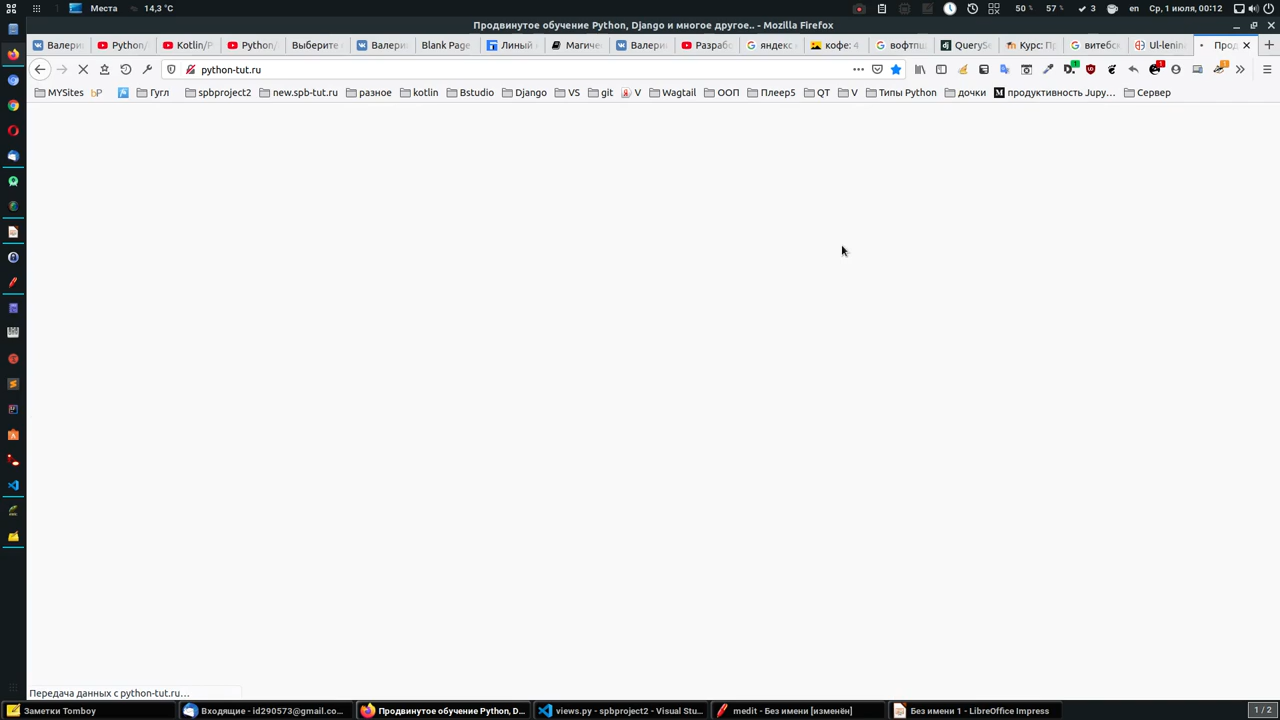 Места 14,3 °C 50 % 57 % 3 en Ср, 1 июля, 00:12
Продвинутое обучение Python, Django и многое другое.. - Mozilla Firefox
Валери Python/ Kotlin/P Python/ Выберите Валери Blank Page Линый Магиче Валери Разрабо яндекс кофе: 4 вофтпш QuerySe Курс: П витебс Ul-lenin Прод
python-tut.ru
MYSites bP Гугл spbproject2 new.spb-tut.ru разное kotlin Bstudio Django VS git V Wagtail ООП Плеер5 QT V Типы Python дочки продуктивность Jupy… Сервер
Передача данных с python-tut.ru…
Заметки Tomboy Входящие - id290573@gmail.co... Продвинутое обучение Python, D... views.py - spbproject2 - Visual Stu... medit - Без имени [изменён] Без имени 1 - LibreOffice Impress 1 / 2